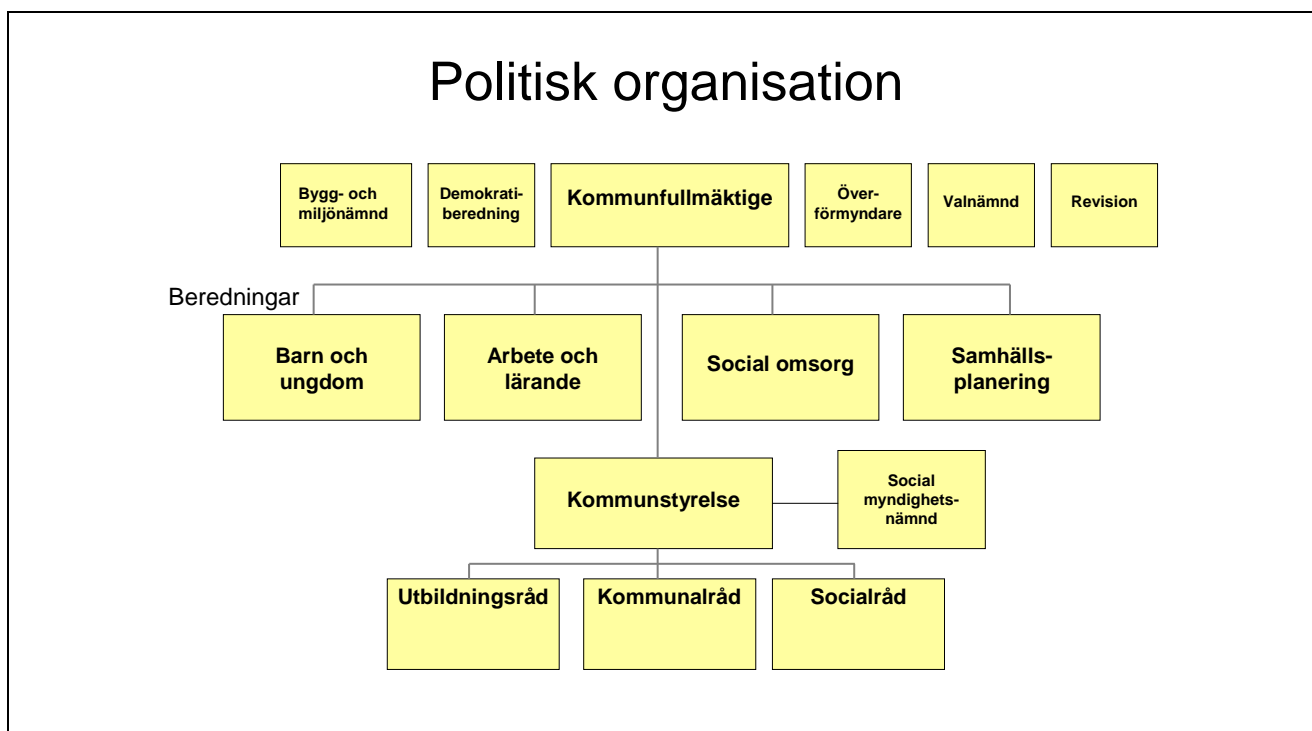 Politisk organisation
Bygg- och
miljönämnd
Demokrati-
beredning
Kommunfullmäktige
Över-
förmyndare
Valnämnd
Revision
Beredningar
Barn och
ungdom
Arbete och
lärande
Social omsorg
Samhälls-
planering
Kommunstyrelse
Social
myndighets-
nämnd
Utbildningsråd
Kommunalråd
Socialråd